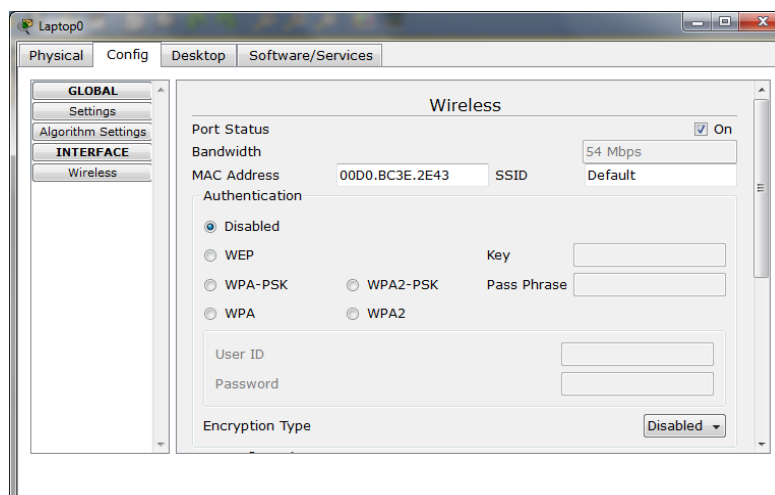 Laptop0
Physical Config Desktop Software/Services
GLOBAL
Settings
Algorithm Settings
INTERFACE
Wireless
Wireless
Port Status On
Bandwidth 54 Mbps
MAC Address 00D0.BC3E.2E43 SSID Default
Authentication
Disabled
WEP Key
WPA-PSK WPA2-PSK Pass Phrase
WPA WPA2
User ID
Password
Encryption Type Disabled